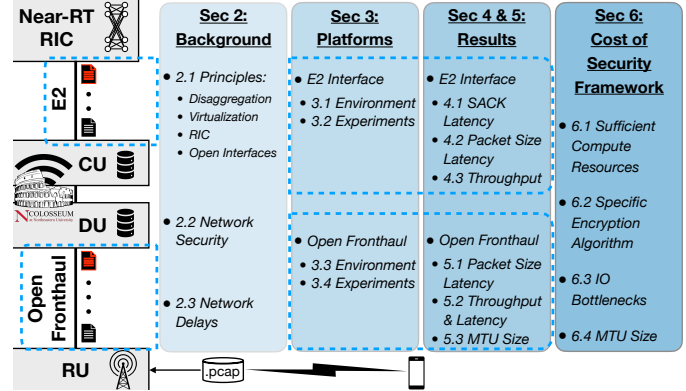 Near-RT
RIC
E2
CU
N COLOSSEUM
at Northeastern University
DU
Open
Fronthaul
RU
.pcap
Sec 2:
Background
• 2.1 Principles:
• Disaggregation
• Virtualization
• RIC
• Open Interfaces
• 2.2 Network
Security
• 2.3 Network
Delays
Sec 3:
Platforms
• E2 Interface
• 3.1 Environment
• 3.2 Experiments
• Open Fronthaul
• 3.3 Environment
• 3.4 Experiments
Sec 4 & 5:
Results
• E2 Interface
• 4.1 SACK
Latency
• 4.2 Packet Size
Latency
• 4.3 Throughput
• Open Fronthaul
• 5.1 Packet Size
Latency
• 5.2 Throughput
& Latency
• 5.3 MTU Size
Sec 6:
Cost of
Security
Framework
• 6.1 Sufficient
Compute
Resources
• 6.2 Specific
Encryption
Algorithm
• 6.3 IO
Bottlenecks
• 6.4 MTU Size